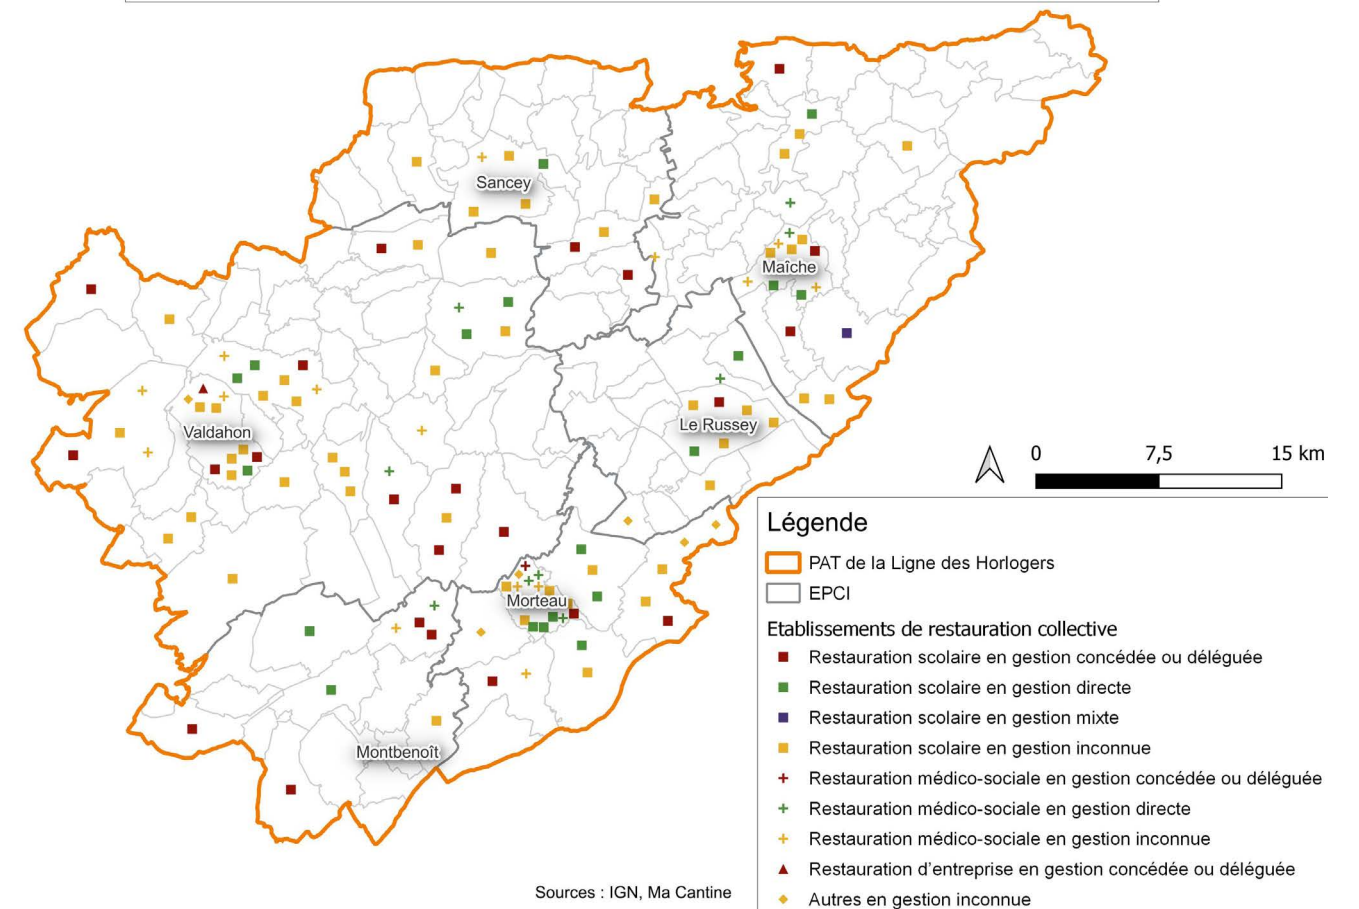 Sancey
Maîche
Valdahon
Le Russey
0 7,5 15 km
Légende
PAT de la Ligne des Horlogers
EPCI
Morteau
Etablissements de restauration collective
Restauration scolaire en gestion concédée ou déléguée
Restauration scolaire en gestion directe
Restauration scolaire en gestion mixte
Restauration scolaire en gestion inconnue
Montbenoît
Restauration médico-sociale en gestion concédée ou déléguée
Restauration médico-sociale en gestion directe
Restauration médico-sociale en gestion inconnue
Restauration d'entreprise en gestion concédée ou déléguée
Autres en gestion inconnue
Sources : IGN, Ma Cantine